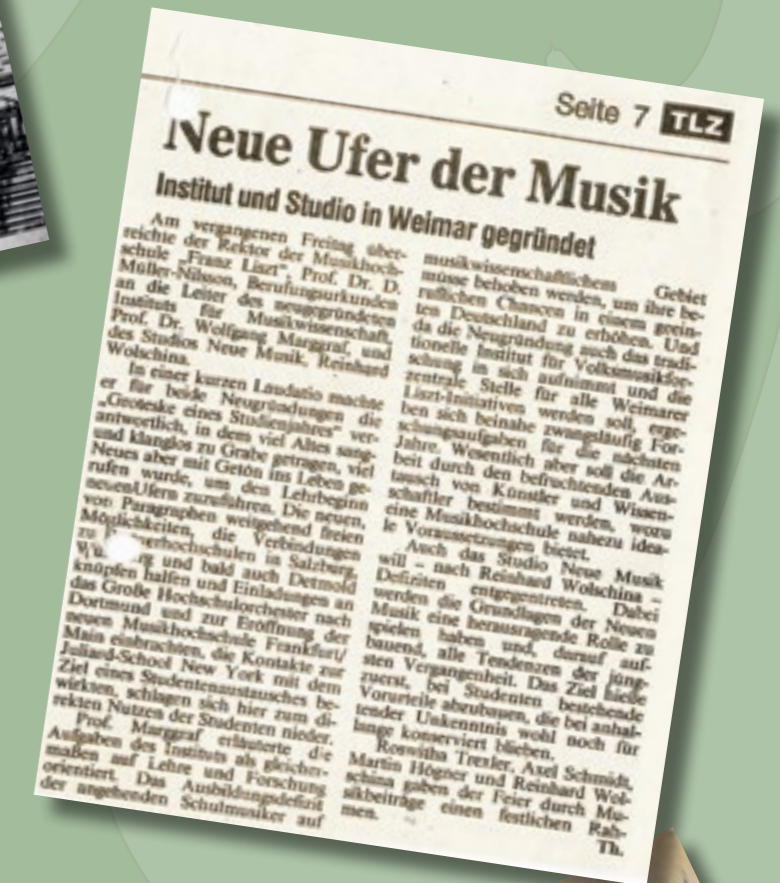 Seite 7 TLZ
Neue Ufer der Musik
Institut und Studio in Weimar gegründet
Am vergangenen Freitag über-
reichte der Rektor der Musikhoch-
schule „Franz Liszt“, Prof. Dr. D.
Müller-Nilsson, Berufungsurkunden
an die Leiter des neugegründeten
Instituts für Musikwissenschaft,
Prof. Dr. Wolfgang Marggraf, und
des Studios Neue Musik, Reinhard
Wolschina.
In einer kurzen Laudatio machte
er für beide Neugründungen die
„Groteske eines Studienjahres“ ver-
antwortlich, in dem viel Altes sang-
und klanglos zu Grabe getragen, viel
Neues aber mit Getön ins Leben ge-
rufen wurde, um den Lehrbeginn
neuen Ufern zuzuführen. Die neuen,
von Paragraphen weitgehend freien
Möglichkeiten, die Verbindungen
zu erhochschulen in Salzburg,
rg und bald auch Detmold
knüpfen halfen und Einladungen an
das Große Hochschulorchester nach
Dortmund und zur Eröffnung der
neuen Musikhochschule Frankfurt/
Main einbrachten, die Kontakte zur
Juliard-School New York mit dem
Ziel eines Studentenaustausches be-
wirkten, schlagen sich hier zum di-
rekten Nutzen der Studenten nieder.
Prof. Marggraf erläuterte die
Aufgaben des Instituts als gleicher-
maßen auf Lehre und Forschung
orientiert. Das Ausbildungsdefizit
der angehenden Schulmusiker auf
musikwissenschaftlichem Gebiet
müsse behoben werden, um ihre be-
ruflichen Chancen in einem geein-
ten Deutschland zu erhöhen. Und
da die Neugründung auch das tradi-
tionelle Institut für Volksmusikfor-
schung in sich aufnimmt und die
zentrale Stelle für alle Weimarer
Liszt-Initiativen werden soll, erge-
ben sich beinahe zwangsläufig For-
schungsaufgaben für die nächsten
Jahre. Wesentlich aber soll die Ar-
beit durch den befruchtenden Aus-
tausch von Künstler und Wissen-
schaftler bestimmt werden, wozu
eine Musikhochschule nahezu idea-
le Voraussetzungen bietet.
Auch das Studio Neue Musik
will – nach Reinhard Wolschina –
Defiziten entgegentreten. Dabei
werden die Grundlagen der Neuen
Musik eine herausragende Rolle zu
spielen haben und, darauf auf-
bauend, alle Tendenzen der jüng-
sten Vergangenheit. Das Ziel hieße
zuerst, bei Studenten bestehende
Vorurteile abzubauen, die bei anhal-
tender Unkenntnis wohl noch für
lange konserviert blieben.
Roswitha Trexler, Axel Schmidt,
Martin Högner und Reinhard Wol-
schina gaben der Feier durch Mu-
sikbeiträge einen festlichen Rah-
men.
Th.